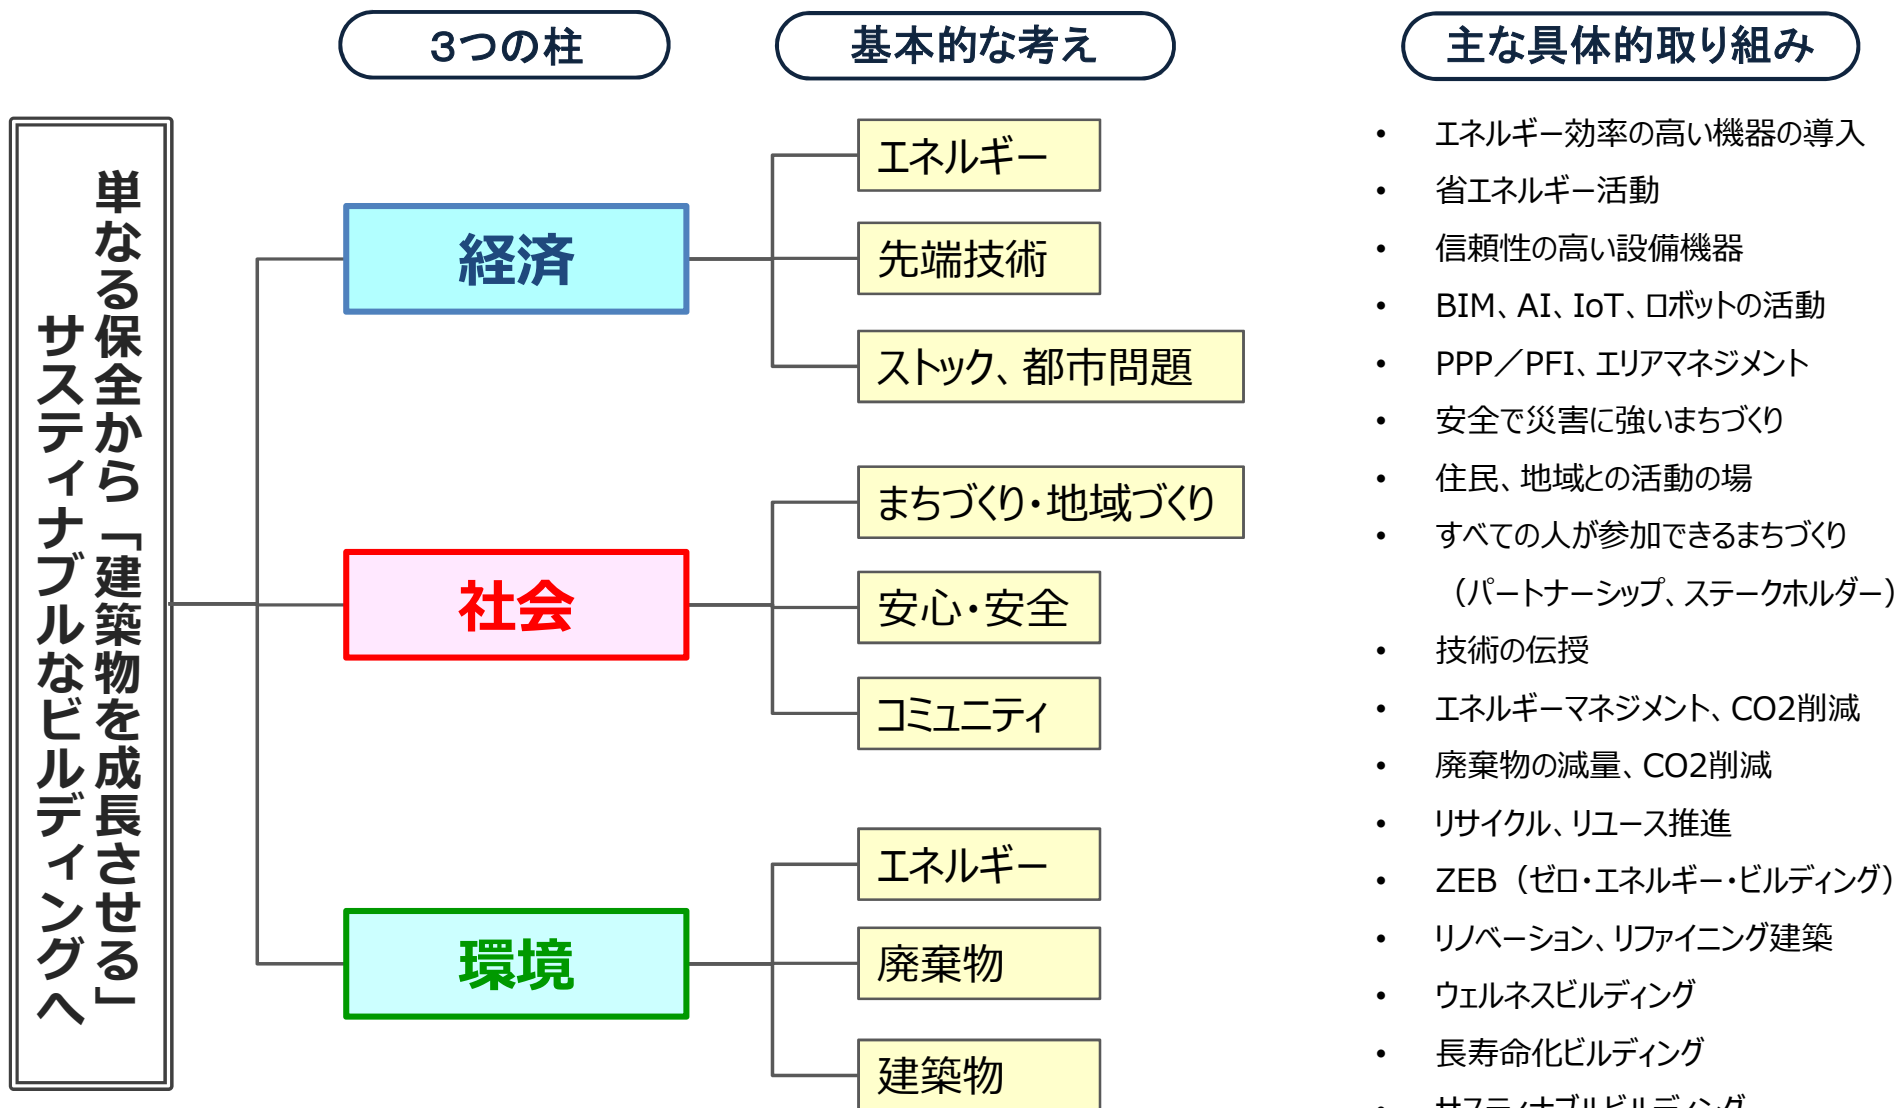 3つの柱
基本的な考え
主な具体的取り組み
単なる保全から「建築物を成長させる」
サスティナブルなビルディングへ
経済
エネルギー
先端技術
ストック、都市問題
社会
まちづくり・地域づくり
安心・安全
コミュニティ
環境
エネルギー
廃棄物
建築物
• エネルギー効率の高い機器の導入
• 省エネルギー活動
• 信頼性の高い設備機器
• BIM、AI、IoT、ロボットの活動
• PPP／PFI、エリアマネジメント
• 安全で災害に強いまちづくり
• 住民、地域との活動の場
• すべての人が参加できるまちづくり
（パートナーシップ、ステークホルダー）
• 技術の伝授
• エネルギーマネジメント、CO2削減
• 廃棄物の減量、CO2削減
• リサイクル、リユース推進
• ZEB（ゼロ・エネルギー・ビルディング）
• リノベーション、リファイニング建築
• ウェルネスビルディング
• 長寿命化ビルディング
• サスティナブルビルディング